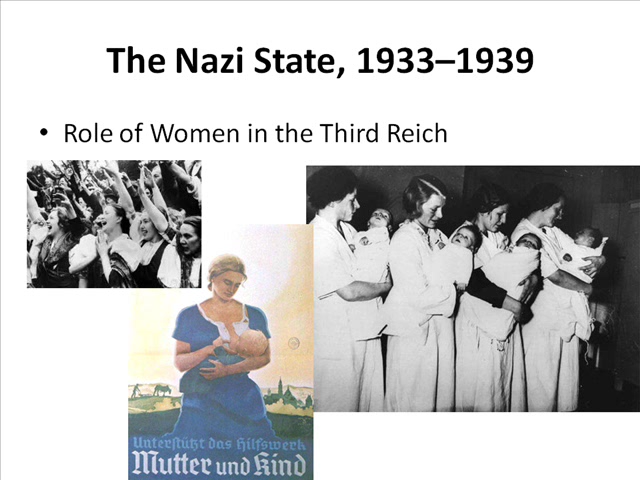 The Nazi State, 1933–1939
• Role of Women in the Third Reich
Unterstützt das Hilfswerk
Mutter und Kind